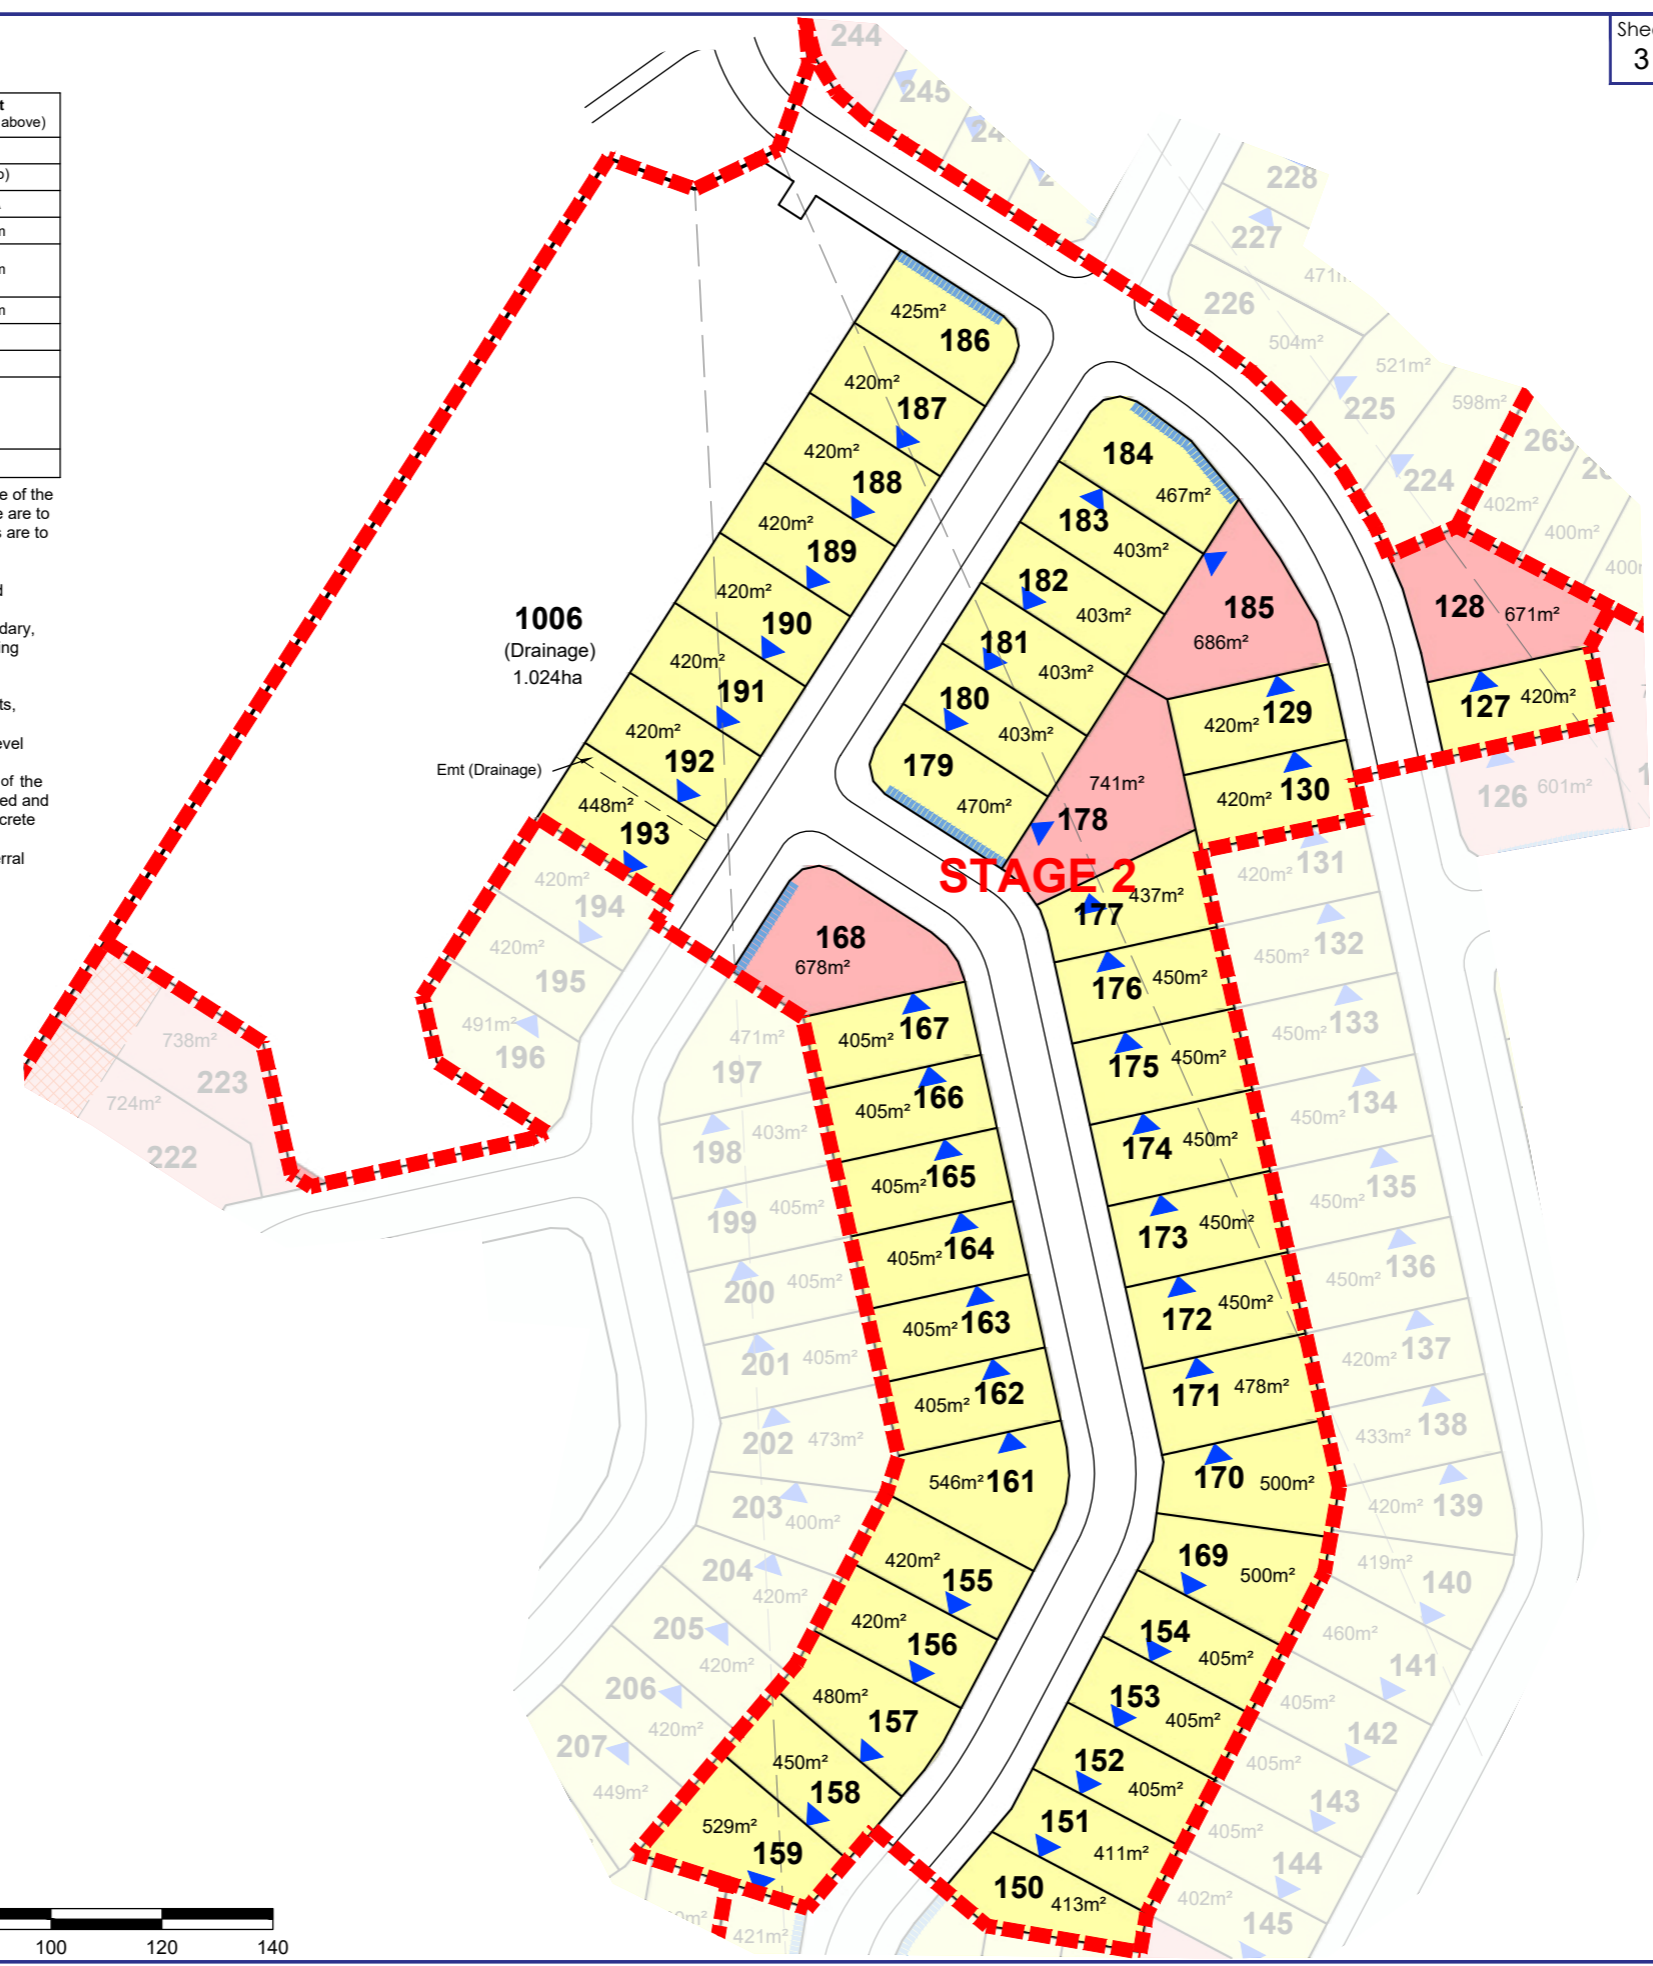 3
above)
e of the
e are to
s are to
dary,
ing
ts,
evel
of the
ed and
crete
erral
244
245
228
227
471m
226
504m²
521m²
225
598m²
224
263
402m²
400m²
425m²
186
420m²
187
420m²
188
420m²
189
420m²
190
420m²
191
420m²
192
Emt (Drainage)
448m²
193
1006
(Drainage)
1.024ha
184
467m²
183
403m²
182
403m²
181
403m²
180
403m²
179
470m²
185
686m²
128 671m²
127 420m²
420m² 129
420m² 130
126 601m²
741m²
178
STAGE 2
437m²
177
420m² 131
420m²
194
420m²
195
491m²
196
168
678m²
176 450m²
450m² 132
738m²
223
724m²
222
471m²
197
405m² 167
175 450m²
450m² 133
405m² 166
174 450m²
450m² 134
403m²
198
405m² 165
173 450m²
450m² 135
405m²
199
405m² 164
172 450m²
450m² 136
405m²
200
405m² 163
171 478m²
420m² 137
201 405m²
405m² 162
170 500m²
433m² 138
202 473m²
546m² 161
420m² 139
203
400m²
169
500m²
419m²
140
204
420m²
420m²
155
154
405m²
460m²
141
205
420m²
420m²
156
153
405m²
405m²
142
206
420m²
480m²
157
152
405m²
405m²
143
207
449m²
450m²
158
151
411m²
405m²
144
529m²
159
150
413m²
402m²
145
421m²
100 120 140